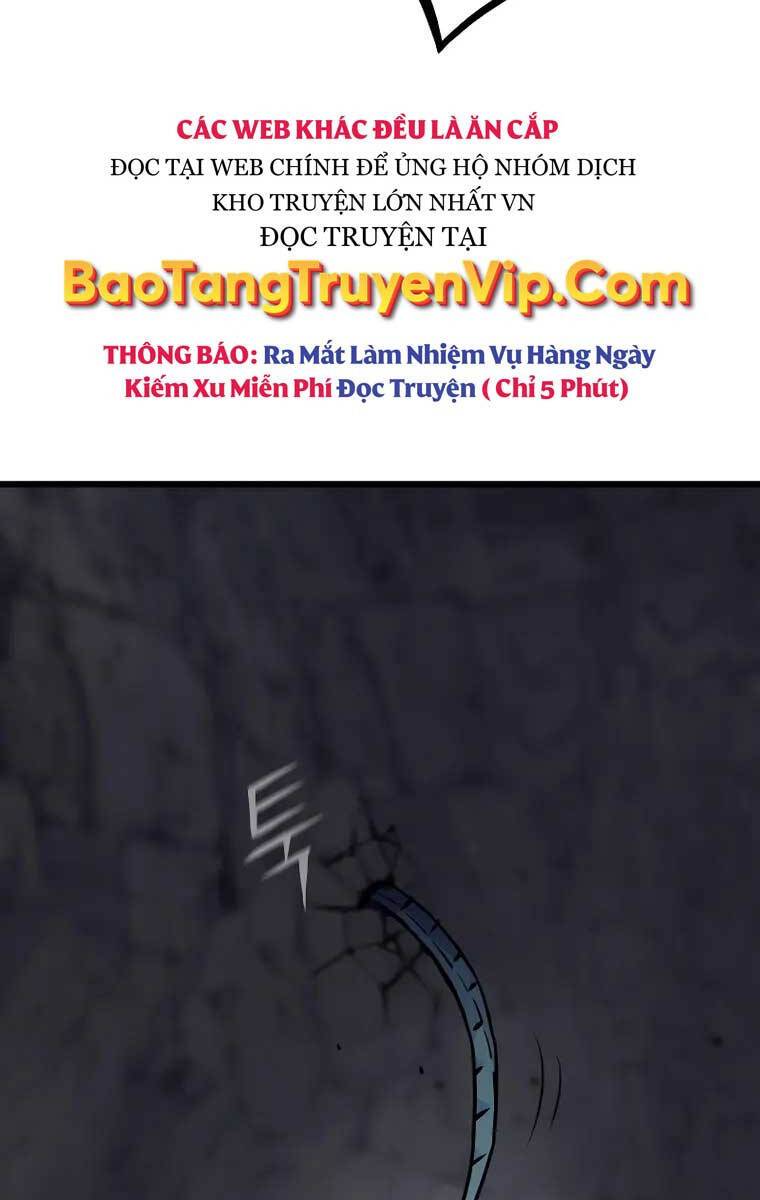 CÁC WEB KHÁC ĐỀU LÀ ĂN CẮP
ĐỌC TẠI WEB CHÍNH ĐỂ ỦNG HỘ NHÓM DỊCH
KHO TRUYỆN LỚN NHẤT VN
ĐỌC TRUYỆN TẠI
BaoTangTruyenVip.Com
THÔNG BÁO: Ra Mắt Làm Nhiệm Vụ Hàng Ngày
Kiếm Xu Miễn Phí Đọc Truyện ( Chỉ 5 Phút)
툭